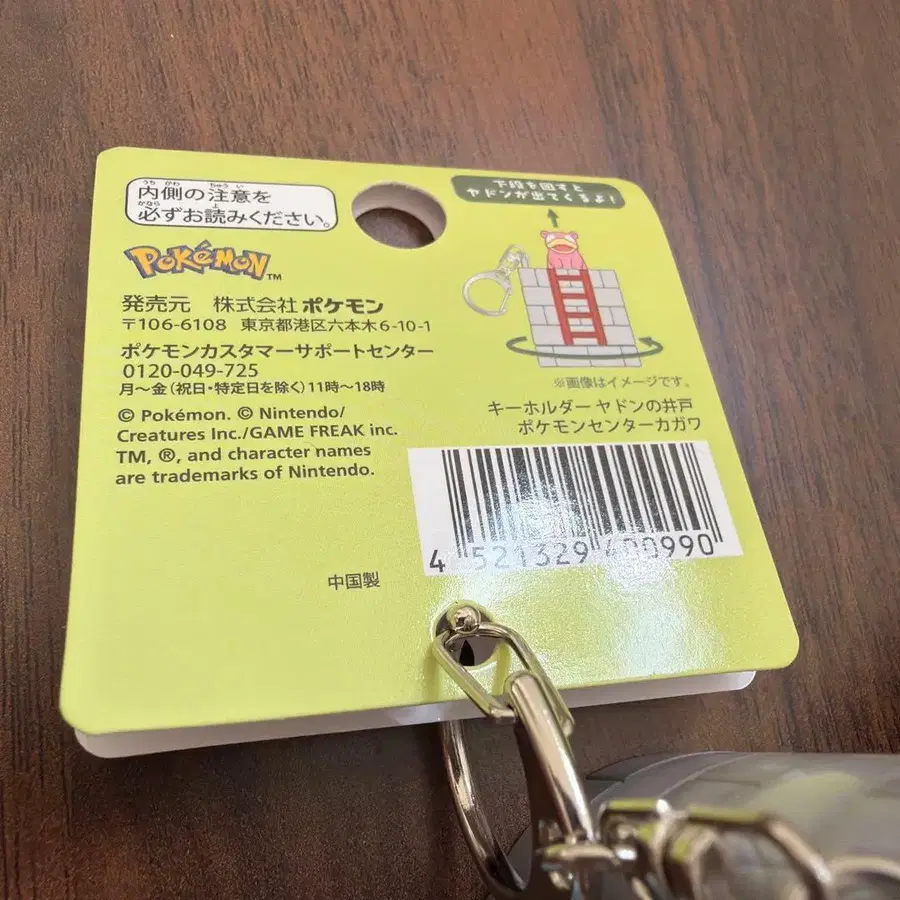 内側の注意を
必ずお読みください。
POKÉMON™
発売元 株式会社ポケモン
〒106-6108 東京都港区六本木6-10-1
ポケモンカスタマーサポートセンター
0120-049-725
月～金(祝日・特定日を除く)11時～18時
© Pokémon. © Nintendo/
Creatures Inc./GAME FREAK inc.
TM, ®, and character names
are trademarks of Nintendo.
中国製
下段を回すと
ヤドンが出てくるよ!
※画像はイメージです。
キーホルダー ヤドンの井戸
ポケモンセンターカガワ
4 521329 400990